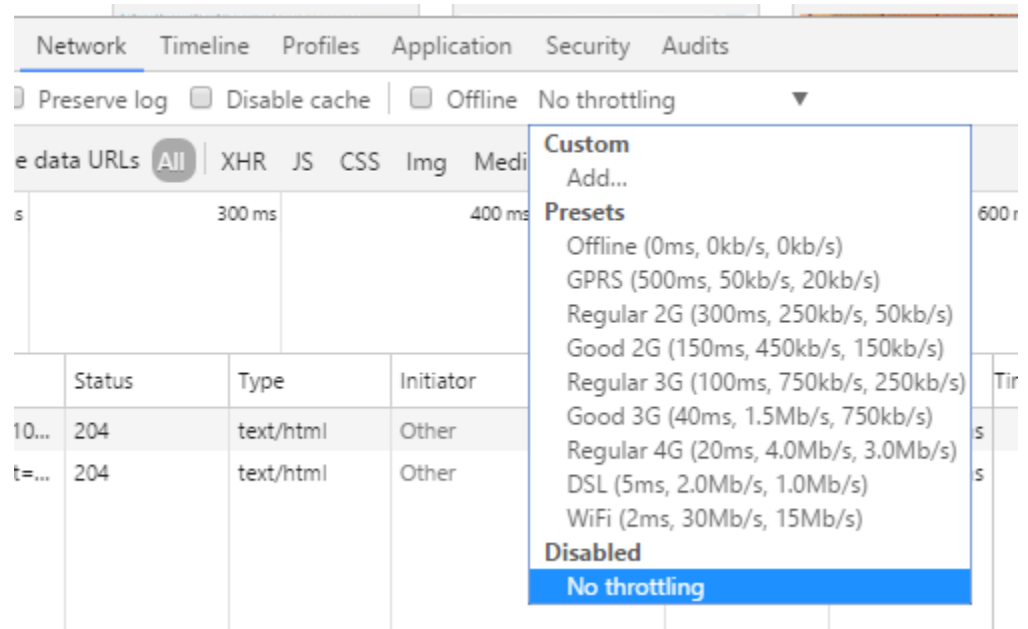 Network Timeline Profiles Application Security Audits
Preserve log Disable cache Offline No throttling
e data URLs All XHR JS CSS Img Medi
Custom
Add...
Presets
Offline (0ms, 0kb/s, 0kb/s)
GPRS (500ms, 50kb/s, 20kb/s)
Regular 2G (300ms, 250kb/s, 50kb/s)
Good 2G (150ms, 450kb/s, 150kb/s)
Regular 3G (100ms, 750kb/s, 250kb/s)
Good 3G (40ms, 1.5Mb/s, 750kb/s)
Regular 4G (20ms, 4.0Mb/s, 3.0Mb/s)
DSL (5ms, 2.0Mb/s, 1.0Mb/s)
WiFi (2ms, 30Mb/s, 15Mb/s)
Disabled
No throttling
s 300 ms 400 ms 600 r
Status Type Initiator Tir
10... 204 text/html Other s
t=... 204 text/html Other s